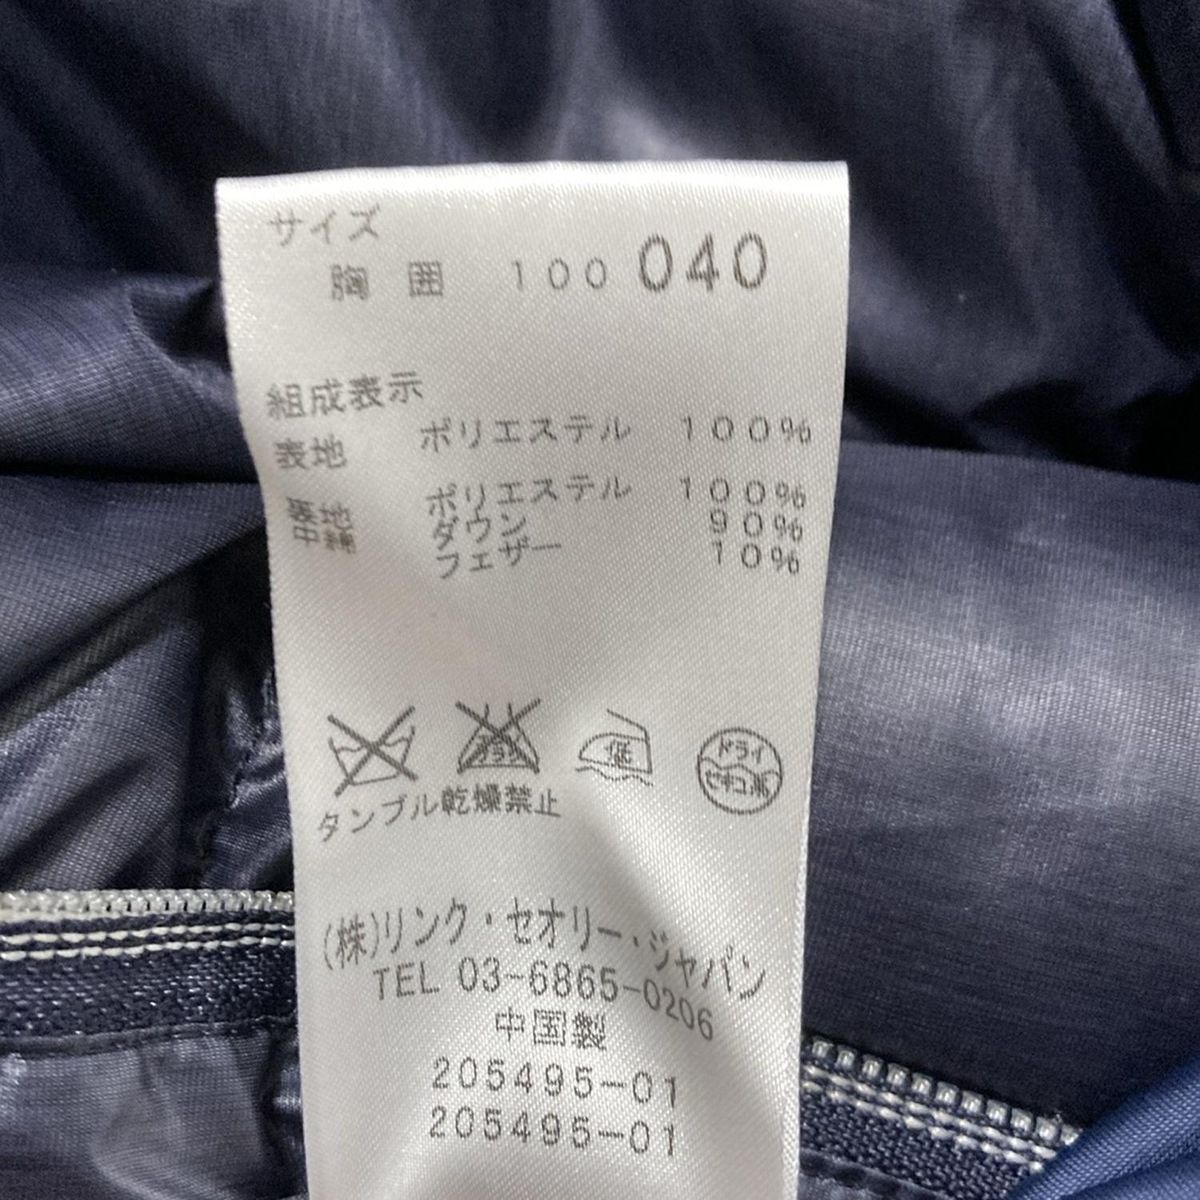 サイズ
胸 囲 100 040
組成表示
表地 ポリエステル 100%
裏地 ポリエステル 100%
中綿 ダウン 90%
フェザー 10%
エンソ
低
ドライ
セキユ系
タンブル乾燥禁止
(株)リンク・セオリー・ジャパン
TEL 03-6865-0206
中国製
205495-01
205495-01